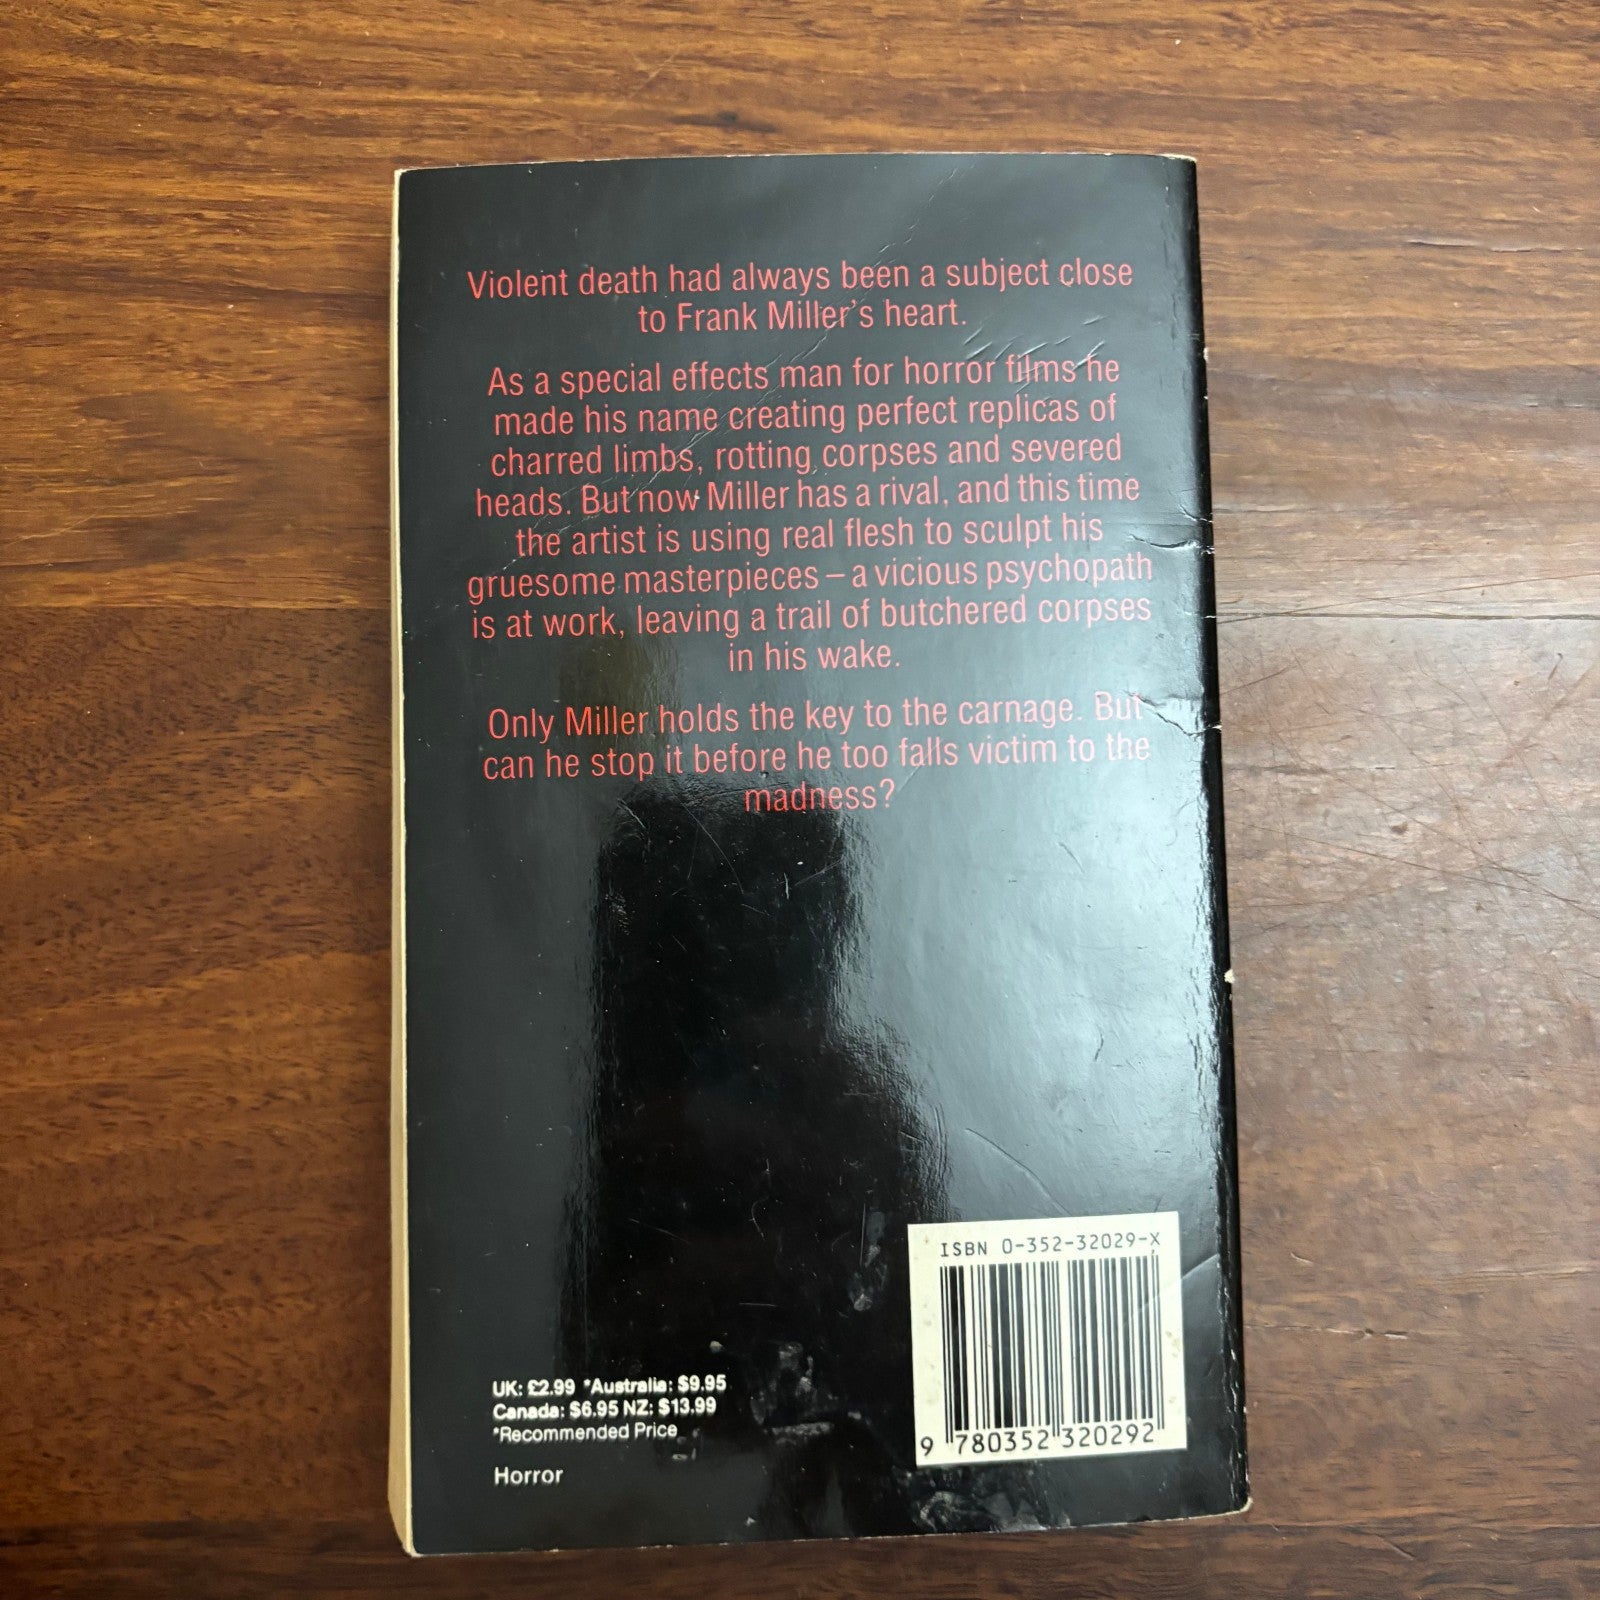 Violent death had always been a subject close
to Frank Miller's heart.
As a special effects man for horror films he
made his name creating perfect replicas of
charred limbs, rotting corpses and severed
heads. But now Miller has a rival, and this time
the artist is using real flesh to sculpt his
gruesome masterpieces – a vicious psychopath
is at work, leaving a trail of butchered corpses
in his wake.
Only Miller holds the key to the carnage. But
can he stop it before he too falls victim to the
madness?
ISBN 0-352-32029-X
9 780352 320292
UK: £2.99 *Australia: $9.95
Canada: $6.95 NZ: $13.99
*Recommended Price
Horror